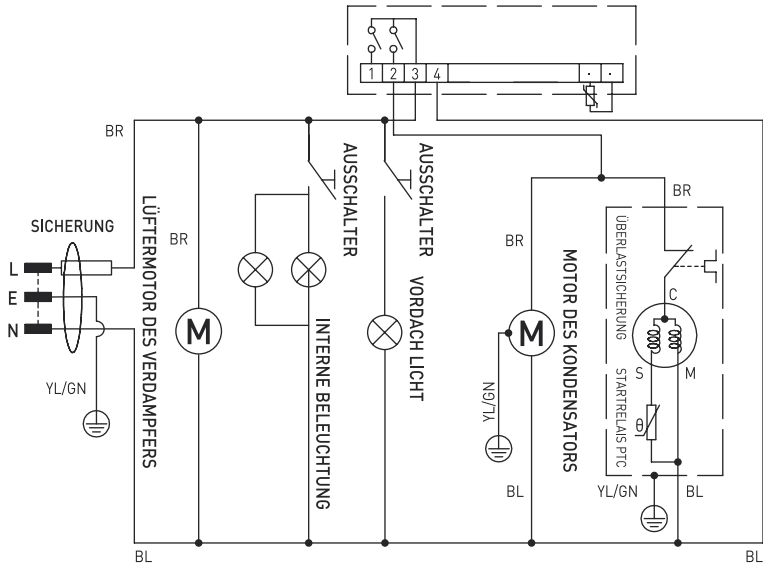 1 2 3 4 · ·
BR
SICHERUNG
L
E
N
YL/GN
LÜFTERMOTOR DES VERDAMPFERS
BR
M
AUSSCHALTER
INTERNE BELEUCHTUNG
AUSSCHALTER
VORDACH LICHT
BR
M
YL/GN
BL
MOTOR DES KONDENSATORS
BR
ÜBERLASTSICHERUNG
C
S
M
STARTRELAIS PTC
θ
YL/GN
BL
BL
BL